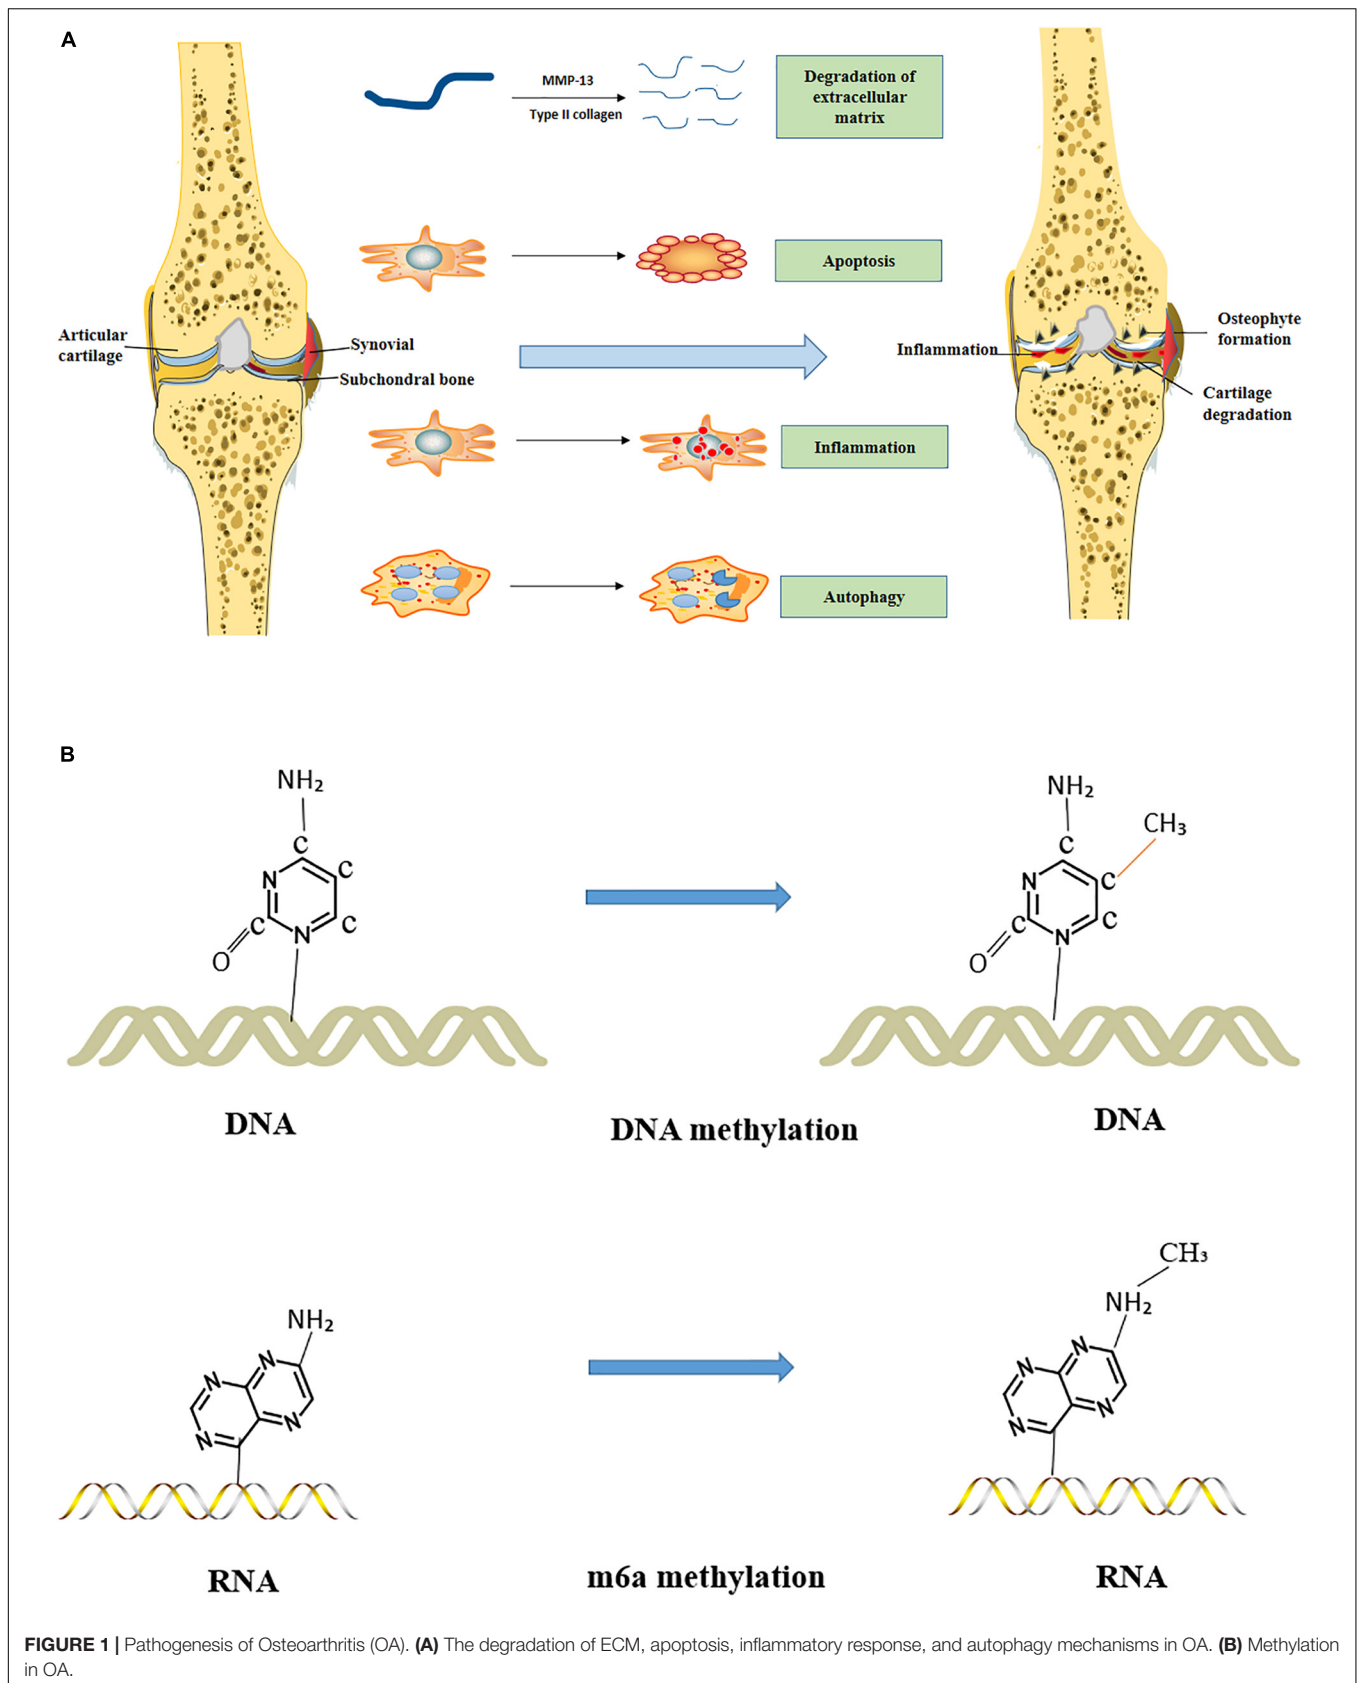 A
MMP-13
Type II collagen
Degradation of
extracellular
matrix
Apoptosis
Articular
cartilage
Synovial
Subchondral bone
Inflammation
Osteophyte
formation
Cartilage
degradation
Inflammation
Autophagy
B
NH₂
C
C
N
C
C
N
O
NH₂
CH₃
C
N
C
C
C
N
O
DNA
DNA methylation
DNA
NH₂
N
N
N
N
CH₃
NH₂
N
N
N
N
RNA
m6a methylation
RNA
FIGURE 1 | Pathogenesis of Osteoarthritis (OA). (A) The degradation of ECM, apoptosis, inflammatory response, and autophagy mechanisms in OA. (B) Methylation
in OA.